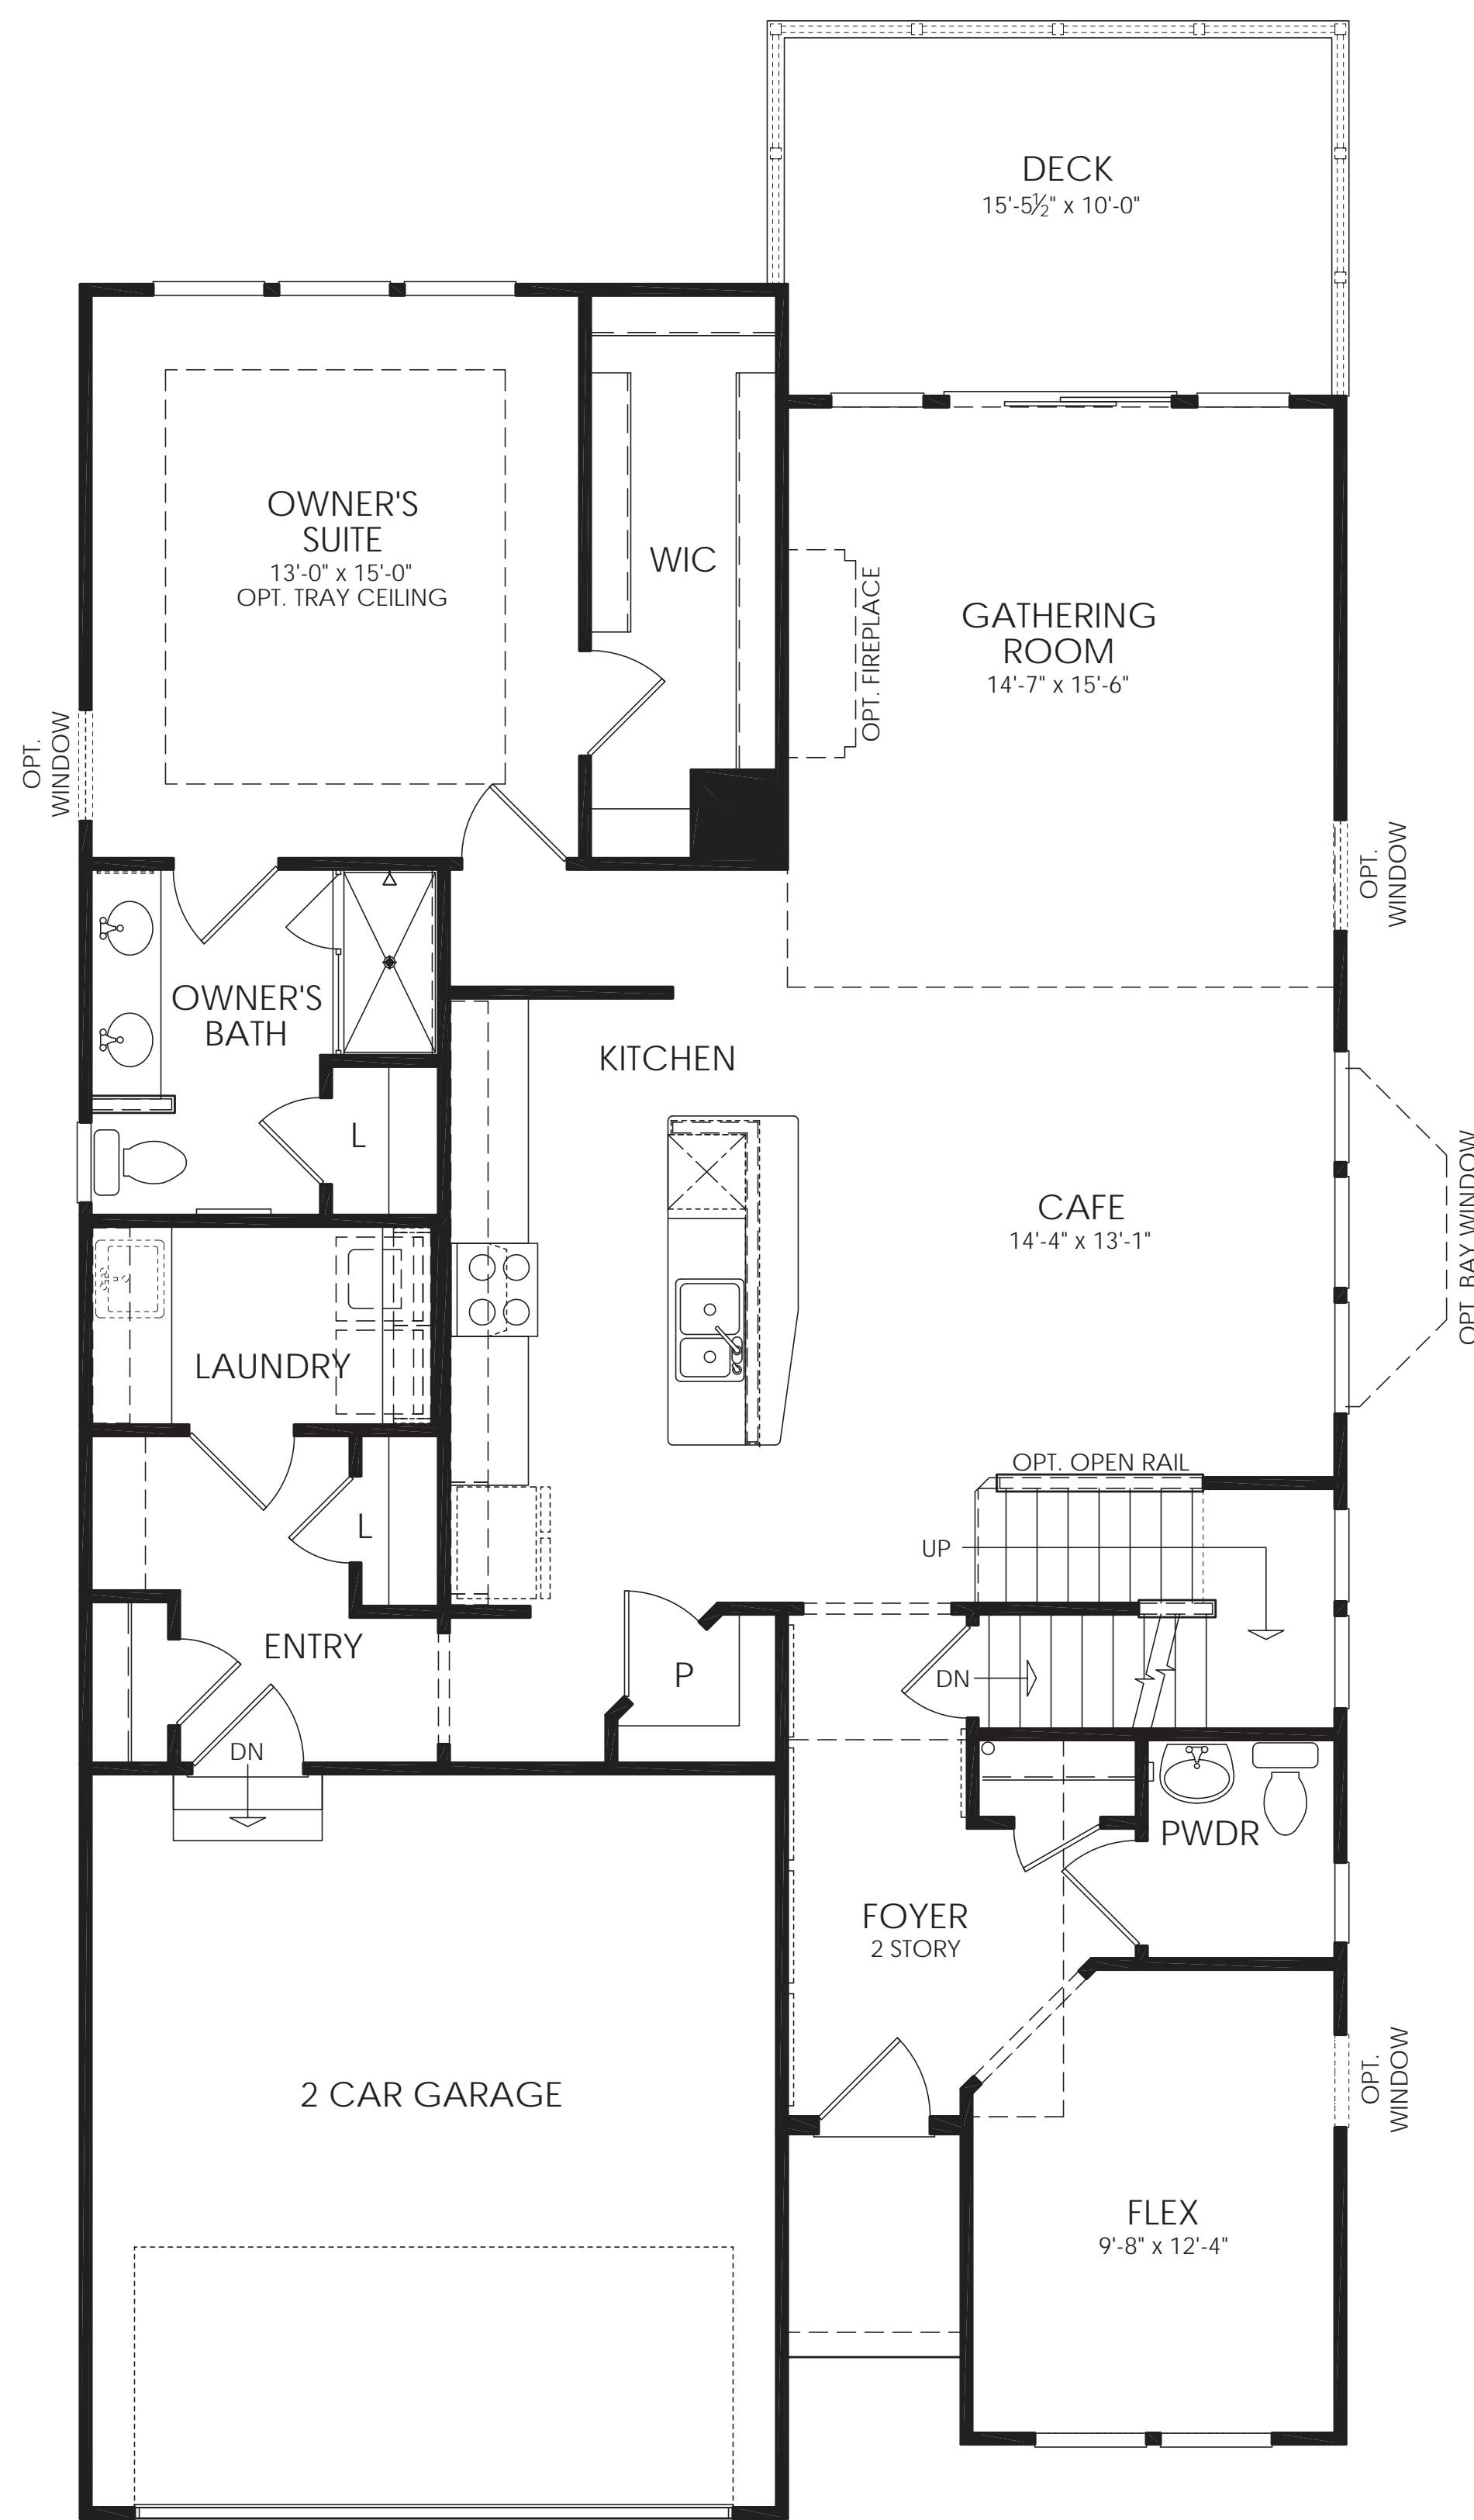 DECK
15'-5½" x 10'-0"
OWNER'S
SUITE
13'-0" x 15'-0"
OPT. TRAY CEILING
WIC
OPT. FIREPLACE
GATHERING
ROOM
14'-7" x 15'-6"
OPT.
WINDOW
OPT.
WINDOW
OWNER'S
BATH
KITCHEN
L
CAFE
14'-4" x 13'-1"
OPT. BAY WINDOW
LAUNDRY
OPT. OPEN RAIL
L
UP
ENTRY
P
DN
DN
PWDR
FOYER
2 STORY
2 CAR GARAGE
OPT.
WINDOW
FLEX
9'-8" x 12'-4"